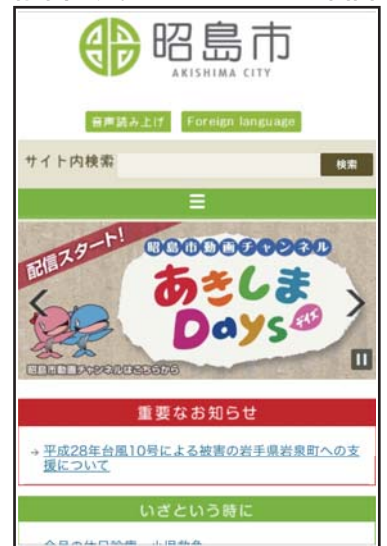 昭島市
AKISHIMA CITY
音声読み上げ
Foreign language
サイト内検索
検索
配信スタート!
昭島市動画チャンネル
あきしま
Days
デイズ
昭島市動画チャンネルはこちらから
重要なお知らせ
→ 平成28年台風10号による被害の岩手県岩泉町への支
援について
いざという時に